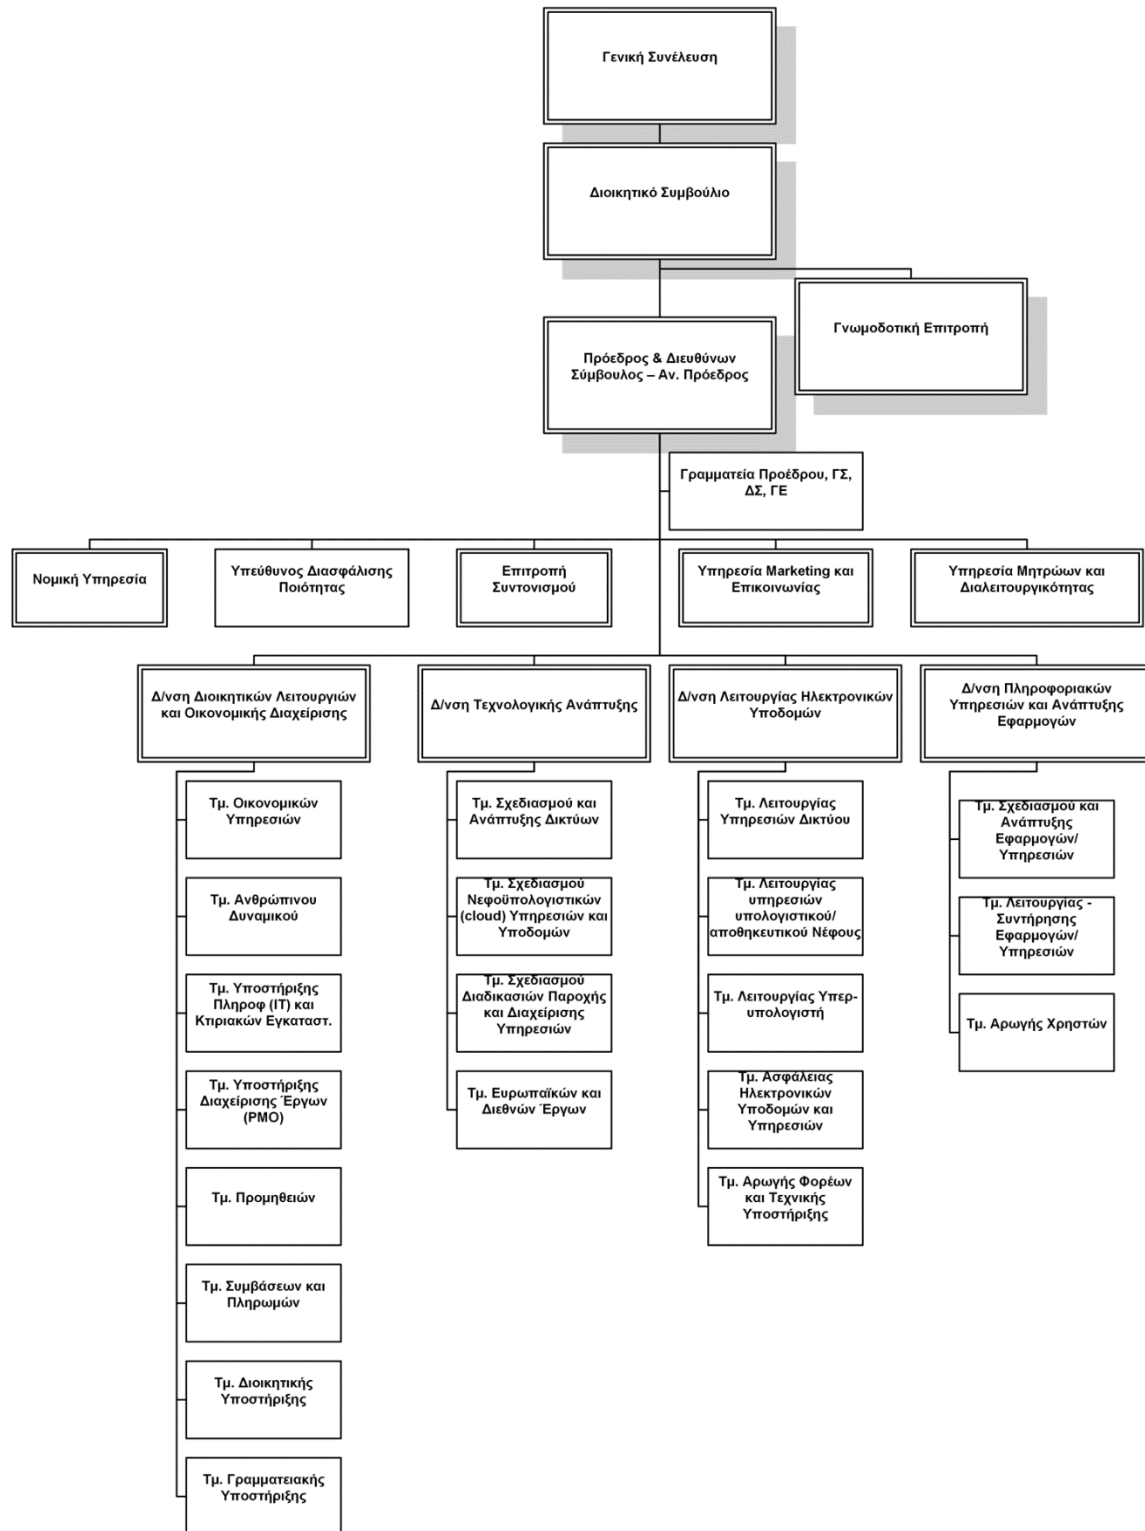 Γενική Συνέλευση
Διοικητικό Συμβούλιο
Γνωμοδοτική Επιτροπή
Πρόεδρος & Διευθύνων
Σύμβουλος – Αν. Πρόεδρος
Γραμματεία Προέδρου, ΓΣ,
ΔΣ, ΓΕ
Νομική Υπηρεσία
Υπεύθυνος Διασφάλισης
Ποιότητας
Επιτροπή
Συντονισμού
Υπηρεσία Marketing και
Επικοινωνίας
Υπηρεσία Μητρώων και
Διαλειτουργικότητας
Δ/νση Διοικητικών Λειτουργιών
και Οικονομικής Διαχείρισης
Δ/νση Τεχνολογικής Ανάπτυξης
Δ/νση Λειτουργίας Ηλεκτρονικών
Υποδομών
Δ/νση Πληροφοριακών
Υπηρεσιών και Ανάπτυξης
Εφαρμογών
Τμ. Οικονομικών
Υπηρεσιών
Τμ. Ανθρώπινου
Δυναμικού
Τμ. Υποστήριξης
Πληροφ (IT) και
Κτιριακών Εγκαταστ.
Τμ. Υποστήριξης
Διαχείρισης Έργων
(PMO)
Τμ. Προμηθειών
Τμ. Συμβάσεων και
Πληρωμών
Τμ. Διοικητικής
Υποστήριξης
Τμ. Γραμματειακής
Υποστήριξης
Τμ. Σχεδιασμού και
Ανάπτυξης Δικτύων
Τμ. Σχεδιασμού
Νεφοϋπολογιστικών
(cloud) Υπηρεσιών και
Υποδομών
Τμ. Σχεδιασμού
Διαδικασιών Παροχής
και Διαχείρισης
Υπηρεσιών
Τμ. Ευρωπαϊκών και
Διεθνών Έργων
Τμ. Λειτουργίας
Υπηρεσιών Δικτύου
Τμ. Λειτουργίας
υπηρεσιών
υπολογιστικού/
αποθηκευτικού Νέφους
Τμ. Λειτουργίας Υπερ-
υπολογιστή
Τμ. Ασφάλειας
Ηλεκτρονικών
Υποδομών και
Υπηρεσιών
Τμ. Αρωγής Φορέων
και Τεχνικής
Υποστήριξης
Τμ. Σχεδιασμού και
Ανάπτυξης
Εφαρμογών/
Υπηρεσιών
Τμ. Λειτουργίας -
Συντήρησης
Εφαρμογών/
Υπηρεσιών
Τμ. Αρωγής Χρηστών